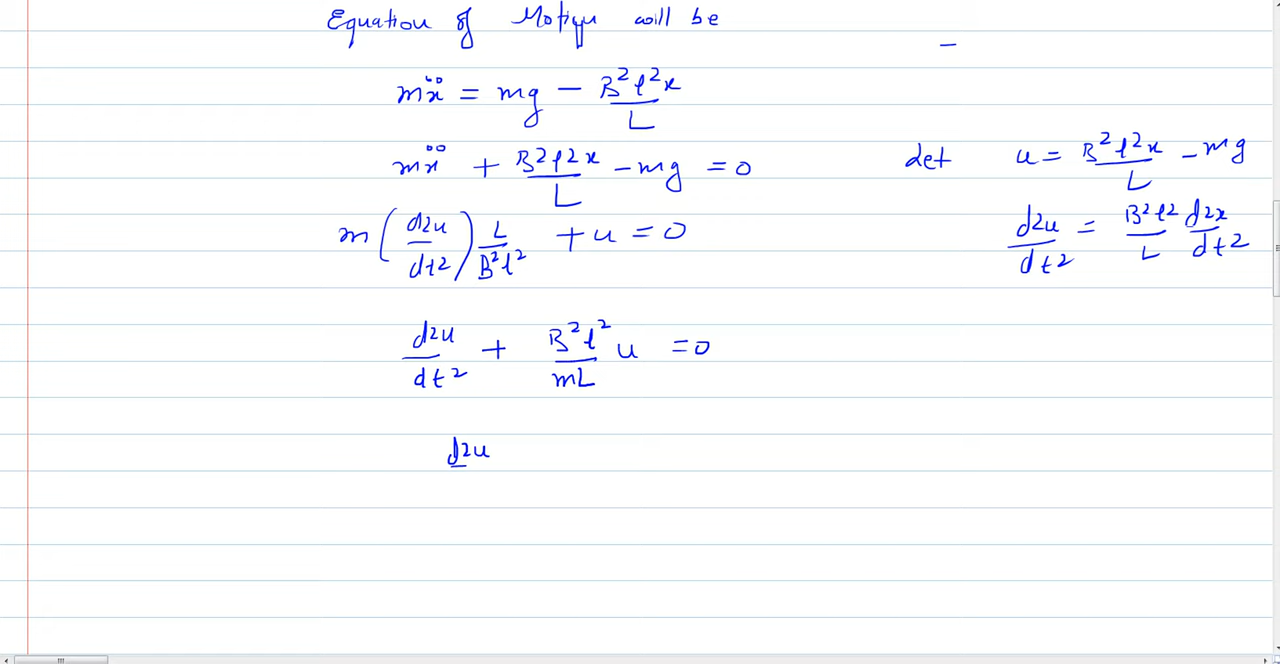 Equation of Motion will be
mẍ = mg - B²l²x/L
mẍ + B²l²x/L - mg = 0
let u = B²l²x/L - mg
m(d2u/dt2) L/B²l² + u = 0
d2u/dt2 = B²l²/L d2x/dt2
d2u/dt2 + B²l²/mL u = 0
d2u